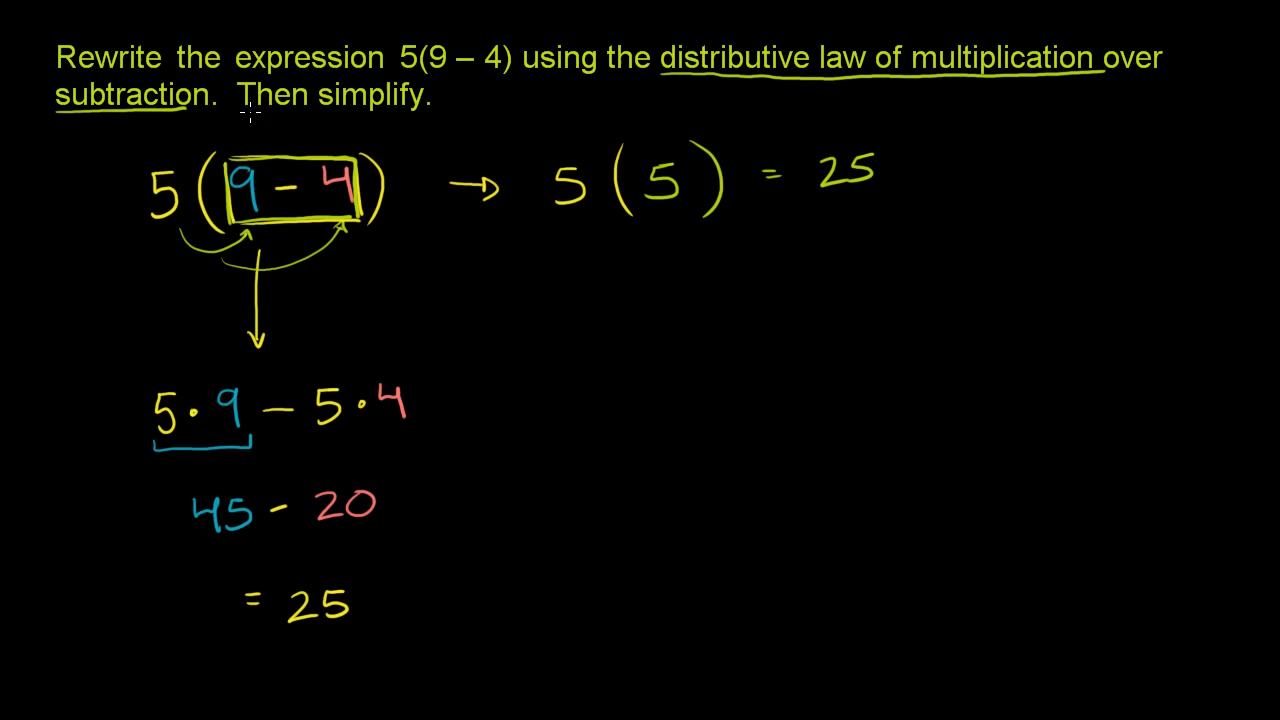 Rewrite the expression 5(9 – 4) using the distributive law of multiplication over
subtraction. Then simplify.
5(9 - 4) → 5(5) = 25
5 · 9 - 5 · 4
45 - 20
= 25